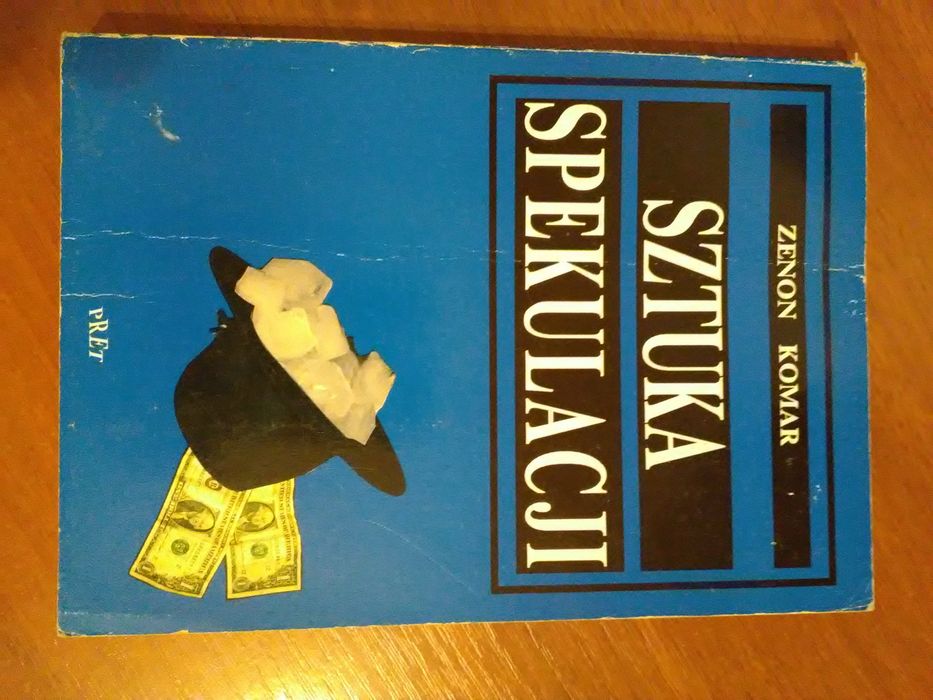 ZENON KOMAR
SZTUKA
SPEKULACJI
PRET